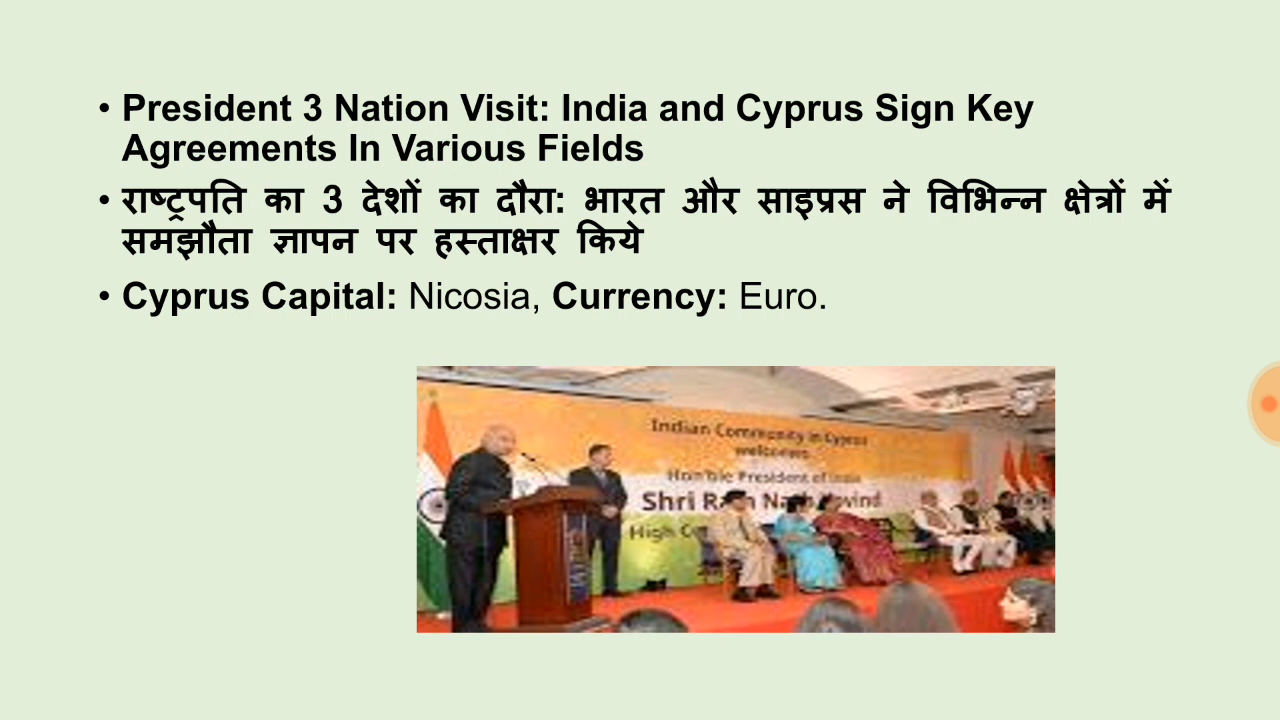 • President 3 Nation Visit: India and Cyprus Sign Key
Agreements In Various Fields
• राष्ट्रपति का 3 देशों का दौरा: भारत और साइप्रस ने विभिन्न क्षेत्रों में
समझौता ज्ञापन पर हस्ताक्षर किये
• Cyprus Capital: Nicosia, Currency: Euro.
Indian Community in Cyprus
welcomes
Hon'ble President of India
Shri Ram Nath Kovind
High